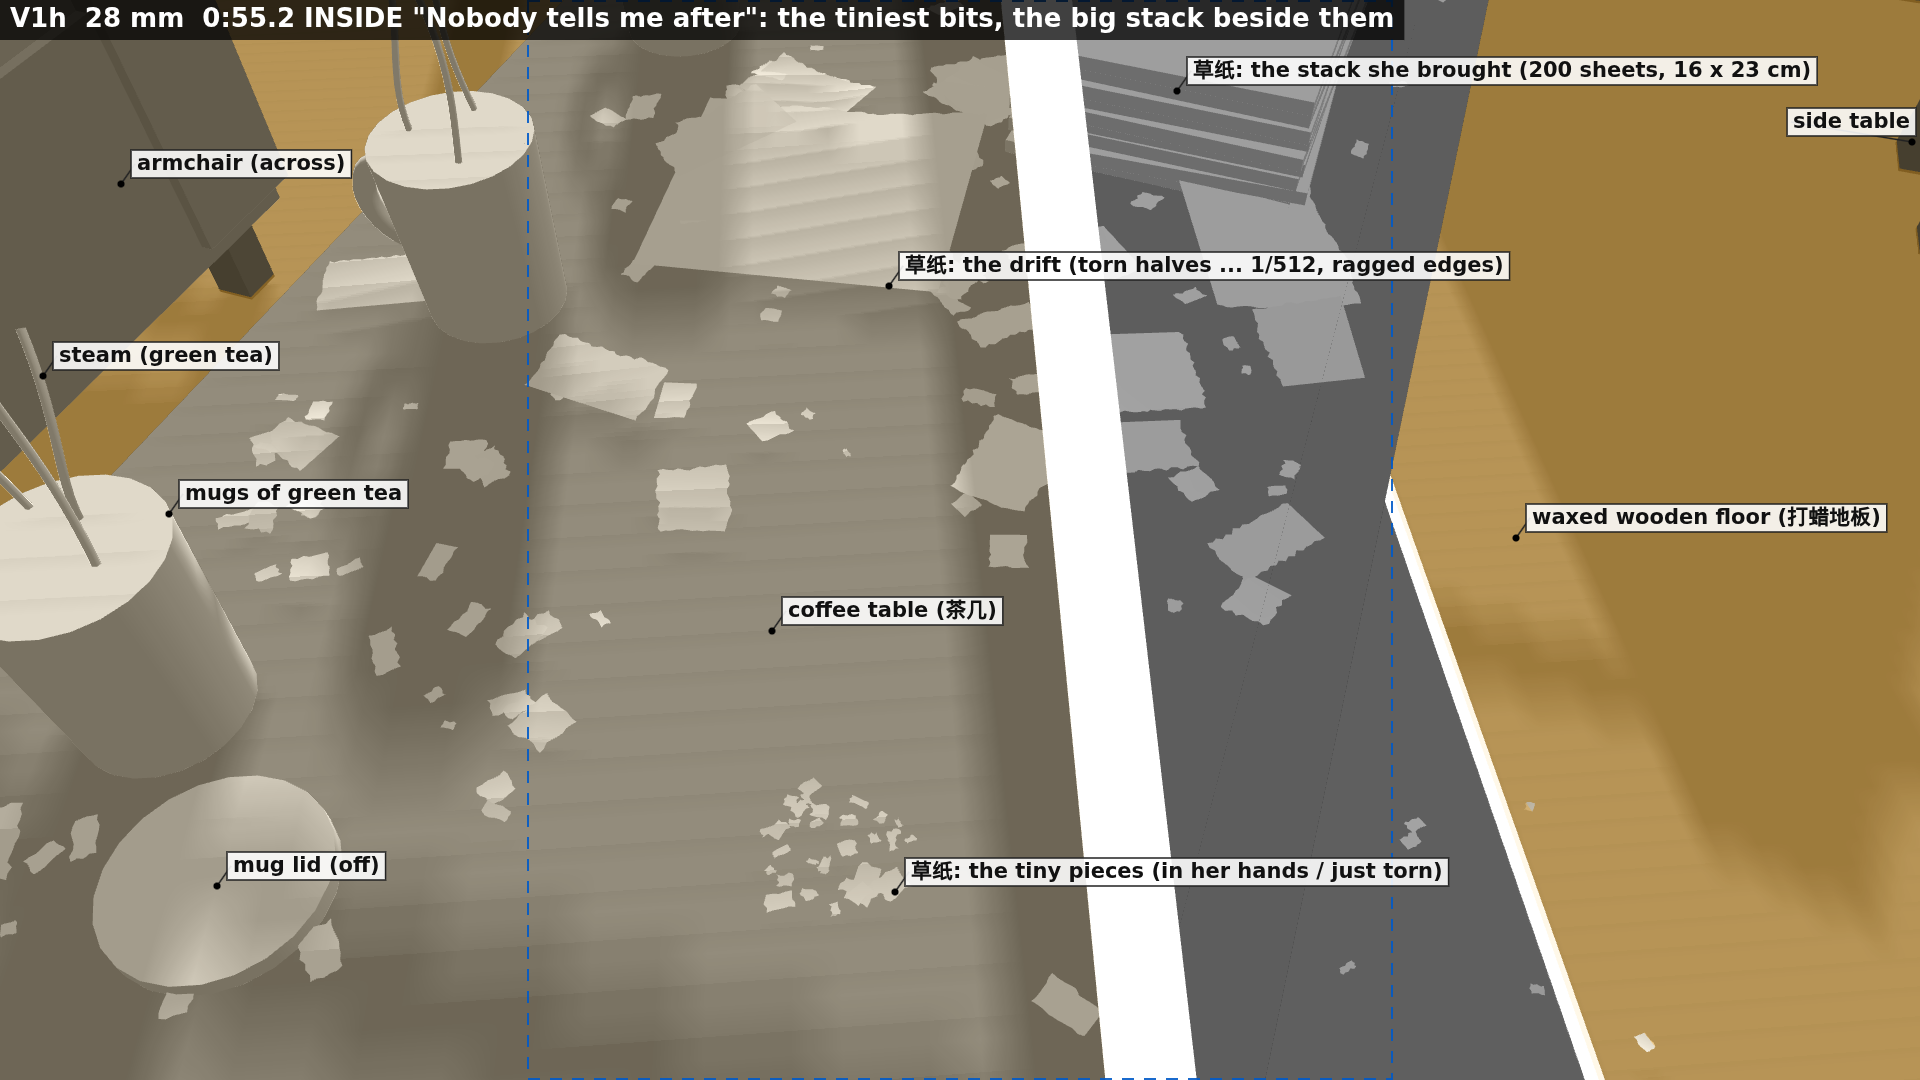 V1h 28 mm 0:55.2 INSIDE "Nobody tells me after": the tiniest bits, the big stack beside them
草纸: the stack she brought (200 sheets, 16 x 23 cm)
side table
armchair (across)
草纸: the drift (torn halves ... 1/512, ragged edges)
steam (green tea)
mugs of green tea
waxed wooden floor (打蜡地板)
coffee table (茶几)
mug lid (off)
草纸: the tiny pieces (in her hands / just torn)